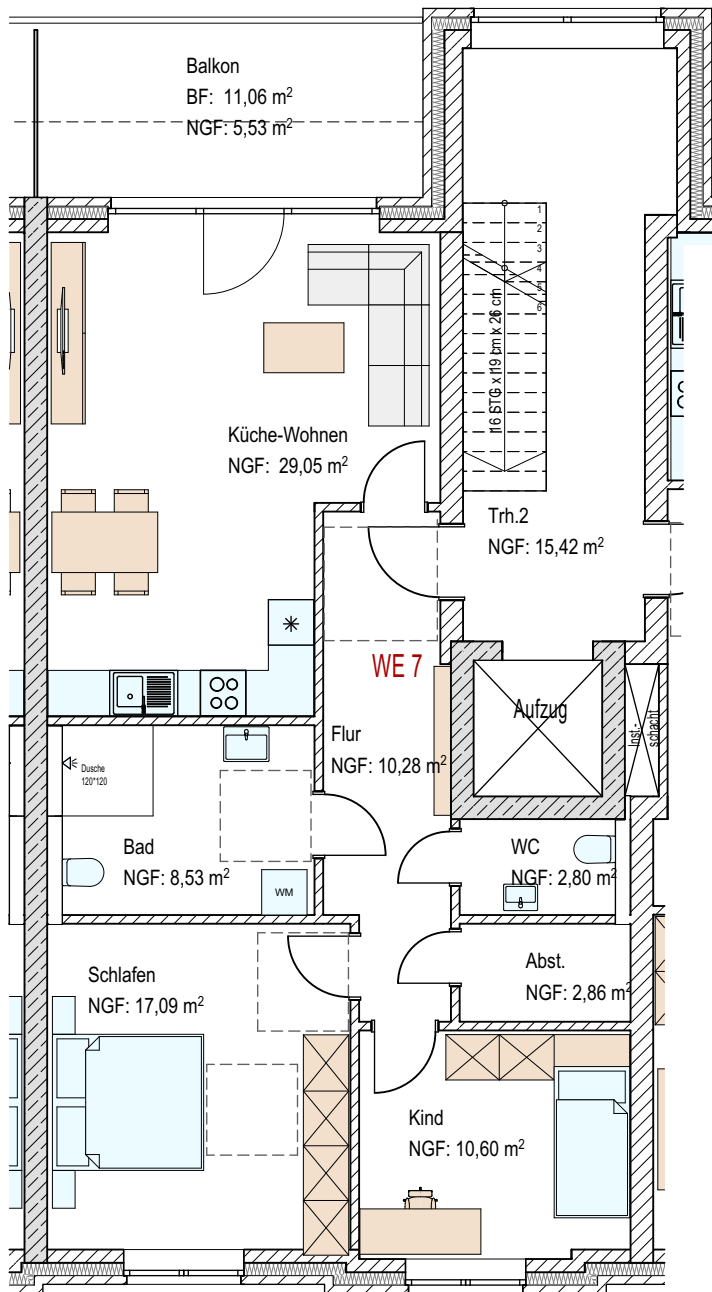 Balkon
BF: 11,06 m²
NGF: 5,53 m²
1
2
3
4
5
6
16 STG x 19 cm x 26 cm
Küche-Wohnen
NGF: 29,05 m²
Trh.2
NGF: 15,42 m²
WE 7
Aufzug
Inst.-
schacht
Flur
NGF: 10,28 m²
Dusche
120*120
Bad
NGF: 8,53 m²
WM
WC
NGF: 2,80 m²
Abst.
NGF: 2,86 m²
Schlafen
NGF: 17,09 m²
Kind
NGF: 10,60 m²